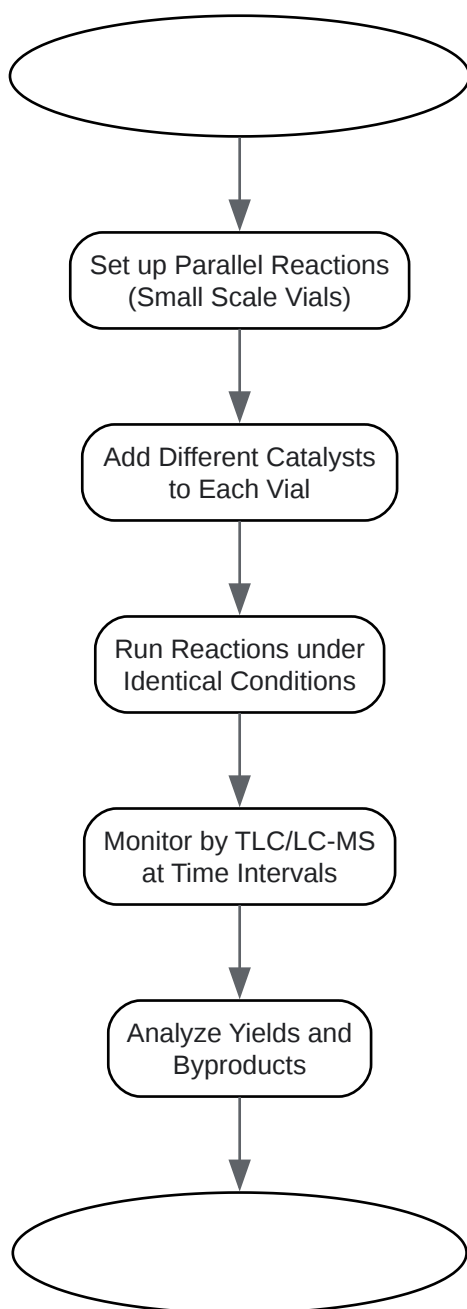 Set up Parallel Reactions
(Small Scale Vials)
Add Different Catalysts
to Each Vial
Run Reactions under
Identical Conditions
Monitor by TLC/LC-MS
at Time Intervals
Analyze Yields and
Byproducts